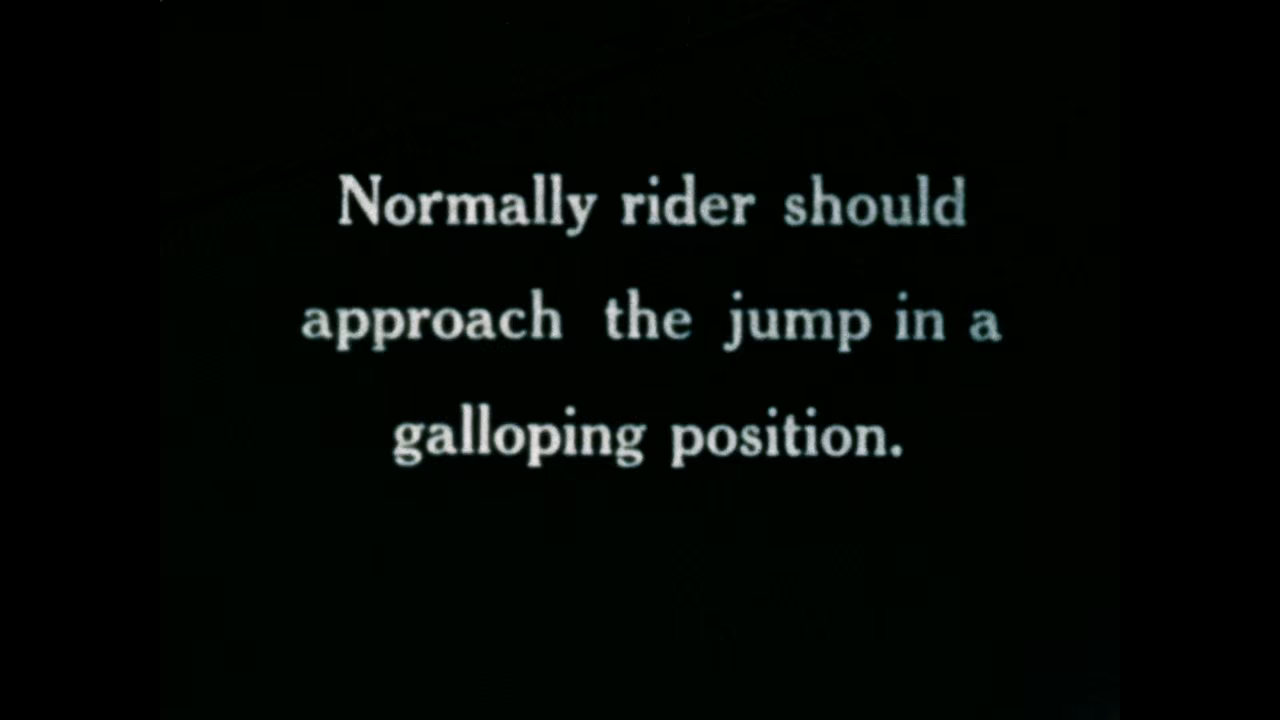 Normally rider should
approach the jump in a
galloping position.